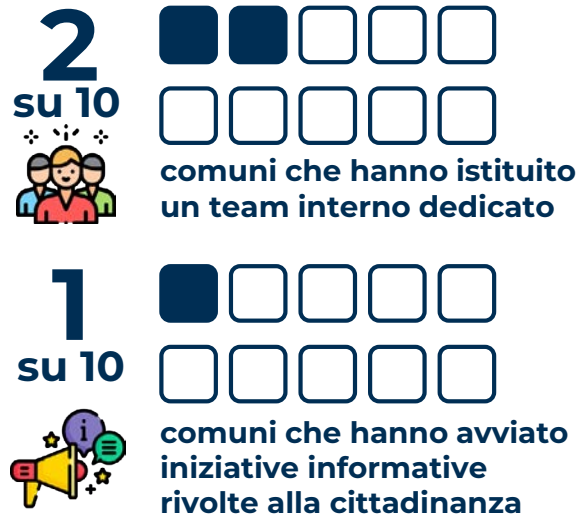 2
su 10
comuni che hanno istituito
un team interno dedicato
1
su 10
comuni che hanno avviato
iniziative informative
rivolte alla cittadinanza